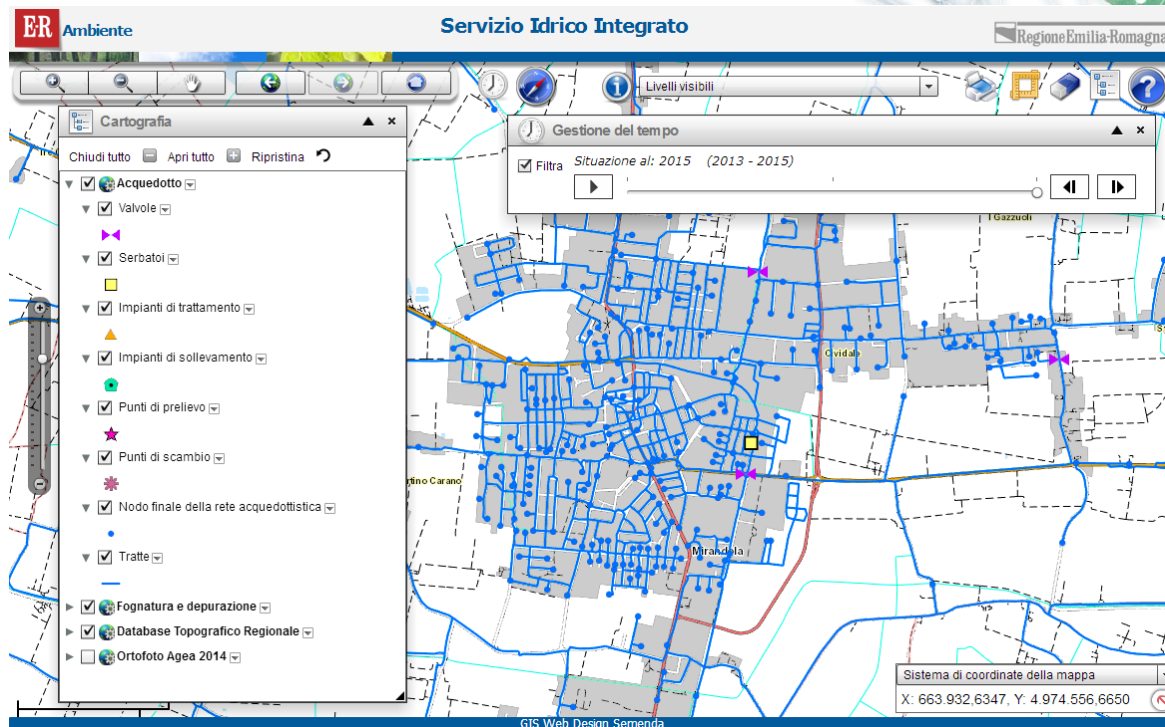 E·R Ambiente
Servizio Idrico Integrato
RegioneEmilia-Romagna
Livelli visibili
Cartografia
Chiudi tutto
Apri tutto
Ripristina
Acquedotto
Valvole
Serbatoi
Impianti di trattamento
Impianti di sollevamento
Punti di prelievo
Punti di scambio
Nodo finale della rete acquedottistica
Tratte
Fognatura e depurazione
Database Topografico Regionale
Ortofoto Agea 2014
Gestione del tempo
Filtra
Situazione al: 2015 (2013 - 2015)
I Gazzuoli
Cividale
rtino Carano
Mirandola
Sistema di coordinate della mappa
X: 663.932,6347, Y: 4.974.556,6650
GIS Web Design Semenda